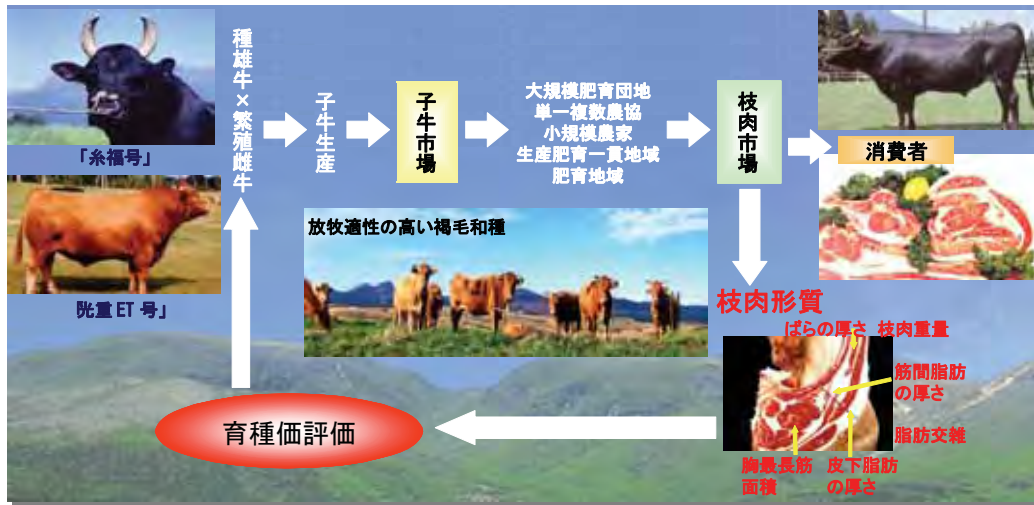 「糸福号」
「光重ET号」
種雄牛×繁殖雌牛
子牛生産
子牛市場
大規模肥育団地
単一複数農協
小規模農家
生産肥育一貫地域
肥育地域
枝肉市場
消費者
放牧適性の高い褐毛和種
枝肉形質
ばらの厚さ 枝肉重量
筋間脂肪
の厚さ
脂肪交雑
胸最長筋
面積
皮下脂肪
の厚さ
育種価評価